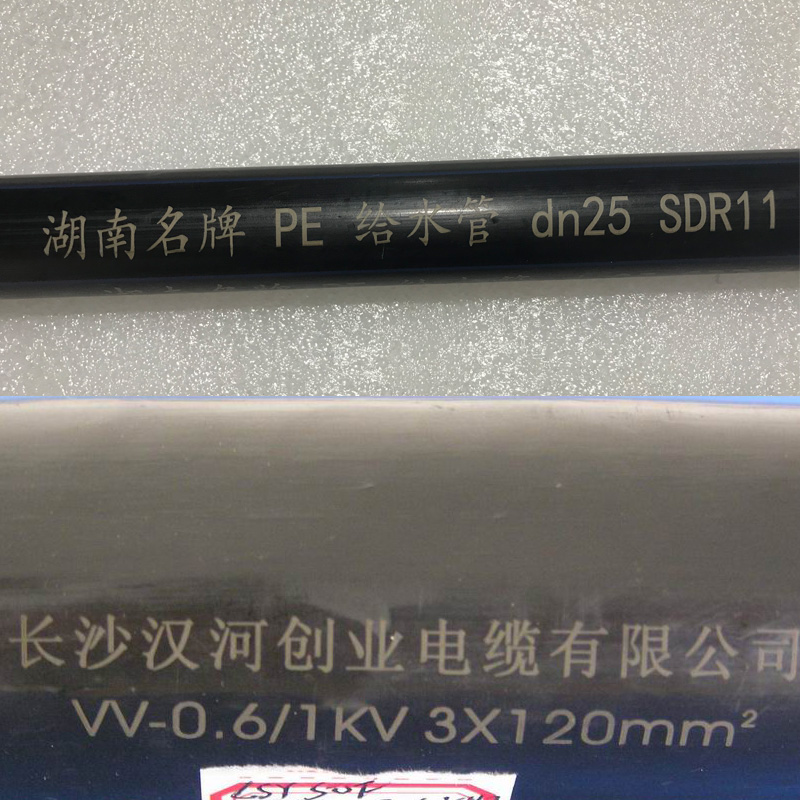 湖南名牌 PE 给水管 dn25 SDR11
长沙汉河创业电缆有限公司
VV-0.6/1KV 3X120mm²